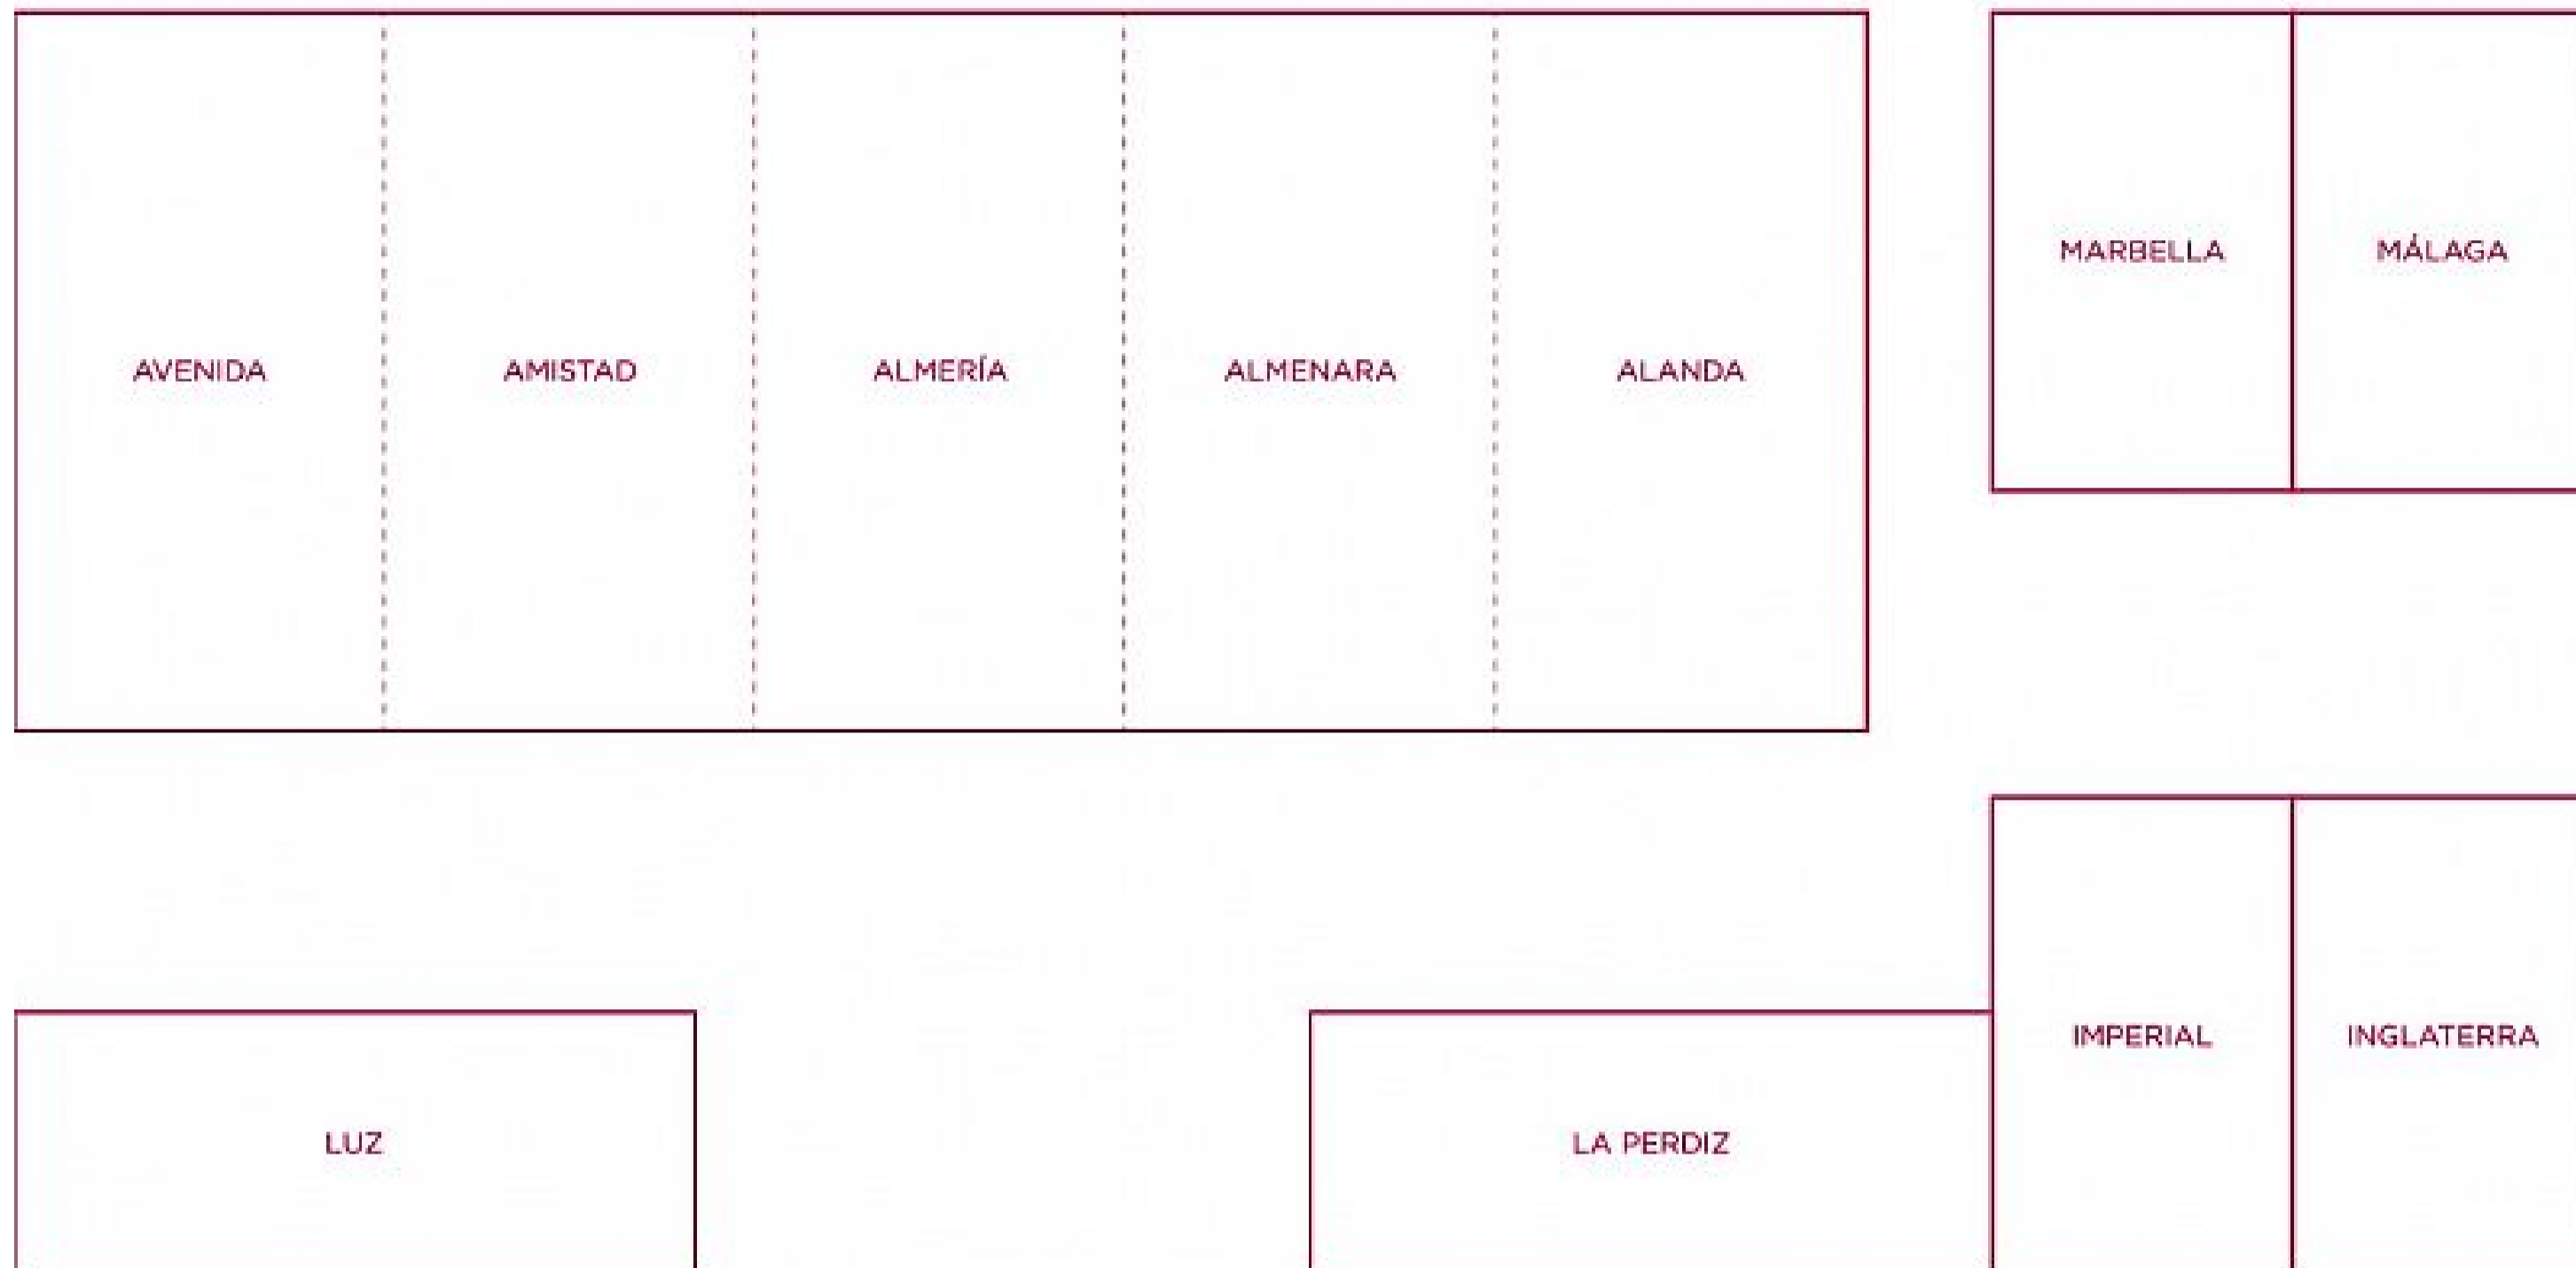 MARBELLA
MÁLAGA
AVENIDA
AMISTAD
ALMERÍA
ALMENARA
ALANDA
IMPERIAL
INGLATERRA
LUZ
LA PERDIZ